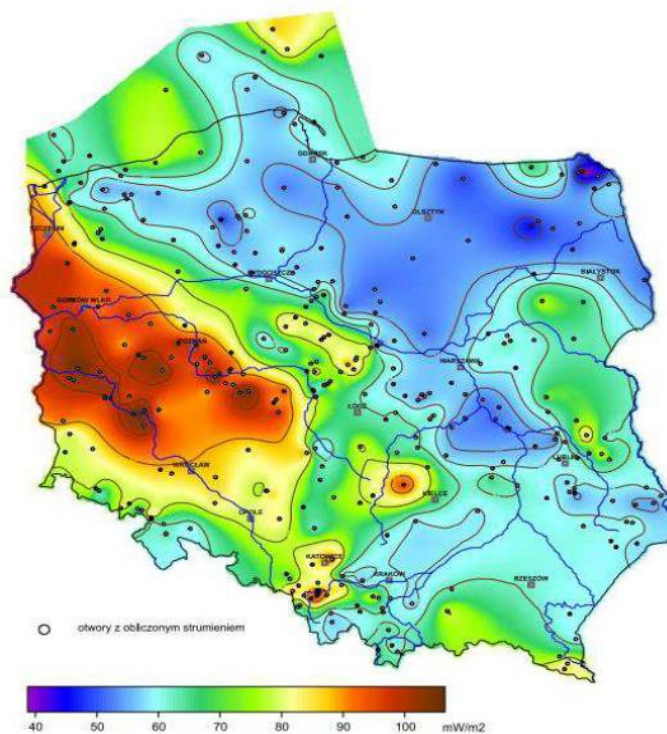 GDAŃSK
OLSZTYN
SZCZECIN
BYDGOSZCZ
BIAŁYSTOK
GORZÓW WLKP.
POZNAŃ
WARSZAWA
ŁÓDŹ
LUBLIN
WROCŁAW
KIELCE
OPOLE
KATOWICE
KRAKÓW
RZESZÓW
otwory z obliczonym strumieniem
40 50 60 70 80 90 100 mW/m2